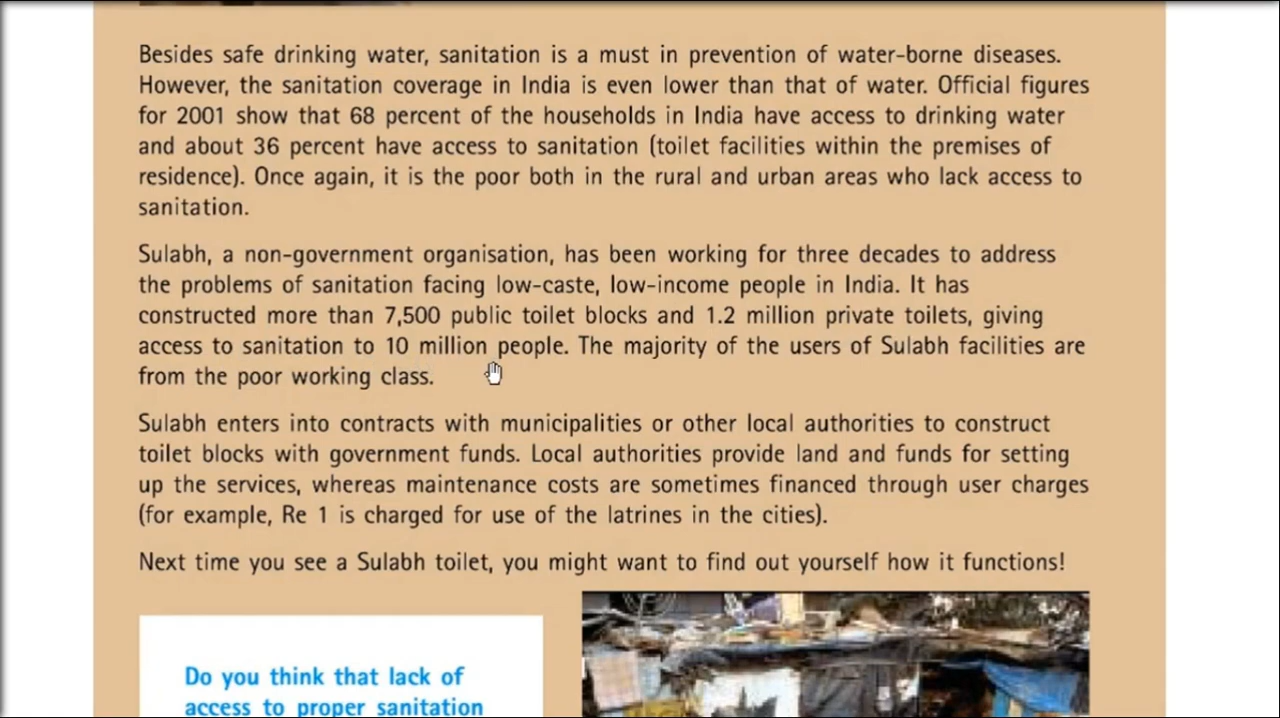 Besides safe drinking water, sanitation is a must in prevention of water-borne diseases.
However, the sanitation coverage in India is even lower than that of water. Official figures
for 2001 show that 68 percent of the households in India have access to drinking water
and about 36 percent have access to sanitation (toilet facilities within the premises of
residence). Once again, it is the poor both in the rural and urban areas who lack access to
sanitation.
Sulabh, a non-government organisation, has been working for three decades to address
the problems of sanitation facing low-caste, low-income people in India. It has
constructed more than 7,500 public toilet blocks and 1.2 million private toilets, giving
access to sanitation to 10 million people. The majority of the users of Sulabh facilities are
from the poor working class.
Sulabh enters into contracts with municipalities or other local authorities to construct
toilet blocks with government funds. Local authorities provide land and funds for setting
up the services, whereas maintenance costs are sometimes financed through user charges
(for example, Re 1 is charged for use of the latrines in the cities).
Next time you see a Sulabh toilet, you might want to find out yourself how it functions!
Do you think that lack of
access to proper sanitation